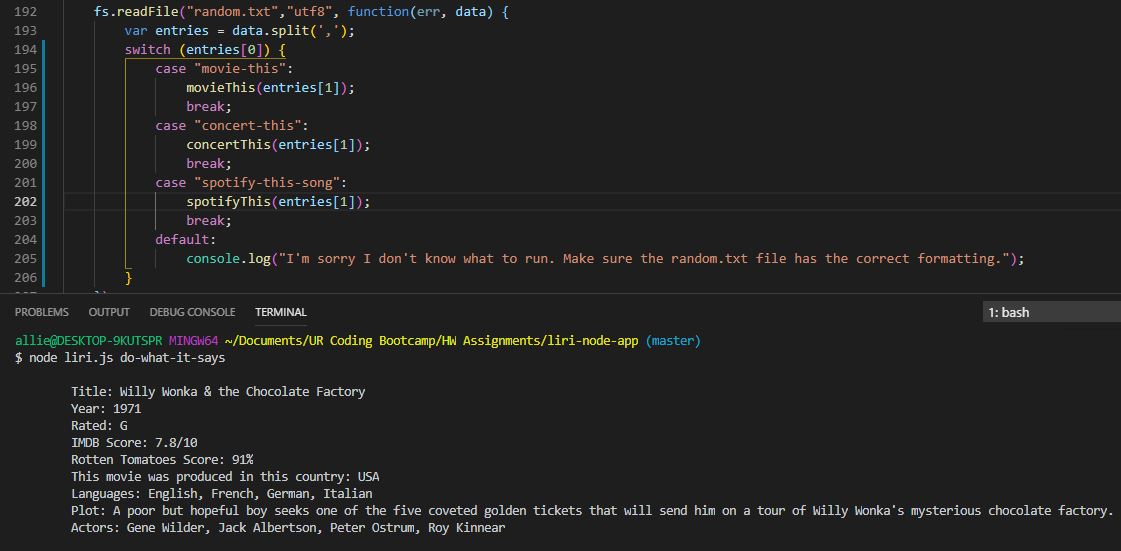 192 fs.readFile("random.txt","utf8", function(err, data) {
193 var entries = data.split(',');
194 switch (entries[0]) {
195 case "movie-this":
196 movieThis(entries[1]);
197 break;
198 case "concert-this":
199 concertThis(entries[1]);
200 break;
201 case "spotify-this-song":
202 spotifyThis(entries[1]);
203 break;
204 default:
205 console.log("I'm sorry I don't know what to run. Make sure the random.txt file has the correct formatting.");
206 }
PROBLEMS OUTPUT DEBUG CONSOLE TERMINAL 1: bash
allie@DESKTOP-9KUTSPR MINGW64 ~/Documents/UR Coding Bootcamp/HW Assignments/liri-node-app (master)
$ node liri.js do-what-it-says
Title: Willy Wonka & the Chocolate Factory
Year: 1971
Rated: G
IMDB Score: 7.8/10
Rotten Tomatoes Score: 91%
This movie was produced in this country: USA
Languages: English, French, German, Italian
Plot: A poor but hopeful boy seeks one of the five coveted golden tickets that will send him on a tour of Willy Wonka's mysterious chocolate factory.
Actors: Gene Wilder, Jack Albertson, Peter Ostrum, Roy Kinnear